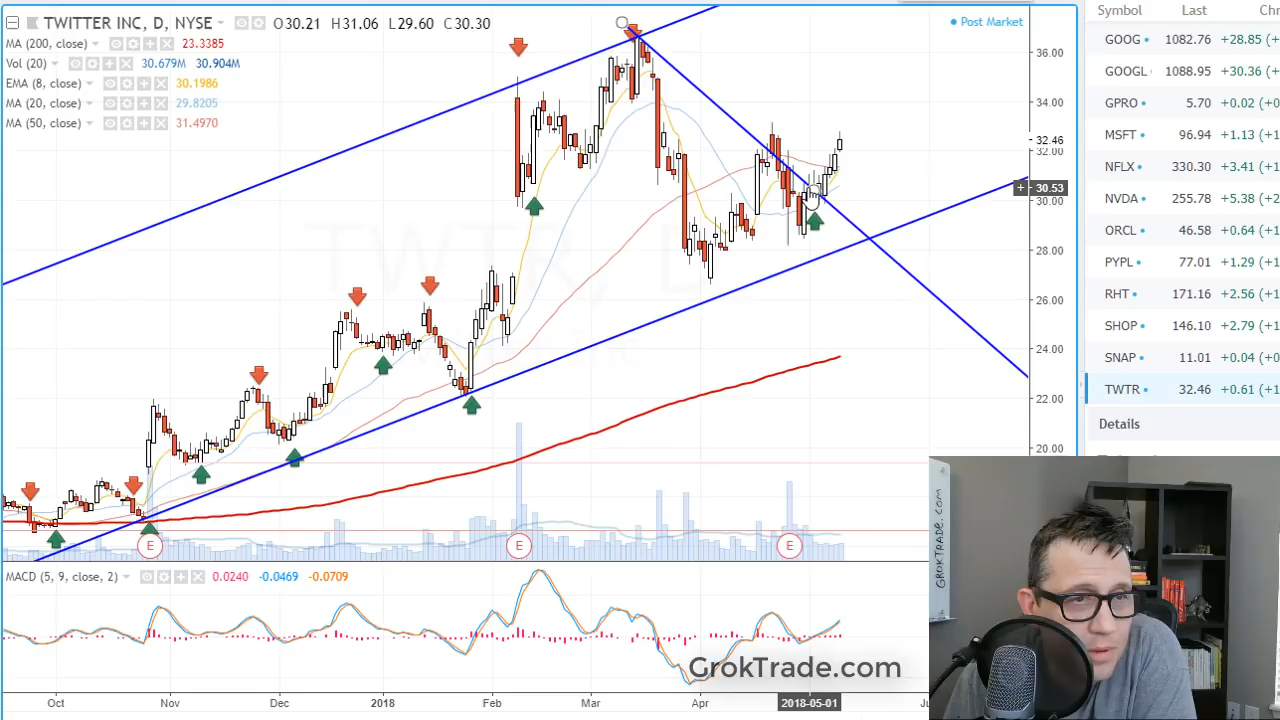 TWITTER INC, D, NYSE O30.21 H31.06 L29.60 C30.30
MA (200, close) 23.3385
Vol (20) 30.679M 30.904M
EMA (8, close) 30.1986
MA (20, close) 29.8205
MA (50, close) 31.4970
Post Market
36.00
34.00
32.46
32.00
+ 30.53
30.00
28.00
26.00
24.00
22.00
20.00
TWTR, D
E E E
MACD (5, 9, close, 2) 0.0240 -0.0469 -0.0709
GrokTrade.com
Oct Nov Dec 2018 Feb Mar Apr 2018-05-01
Symbol Last
GOOG 1082.76 +28.85 (+
GOOGL 1088.95 +30.36 (+
GPRO 5.70 +0.02 (+
MSFT 96.94 +1.13 (+
NFLX 330.30 +3.41 (+
NVDA 255.78 +5.38 (+
ORCL 46.58 +0.64 (+
PYPL 77.01 +1.29 (+
RHT 171.16 +2.56 (+
SHOP 146.10 +2.79 (+
SNAP 11.01 +0.04 (+
TWTR 32.46 +0.61 (+
Details
GROKTRADE.COM